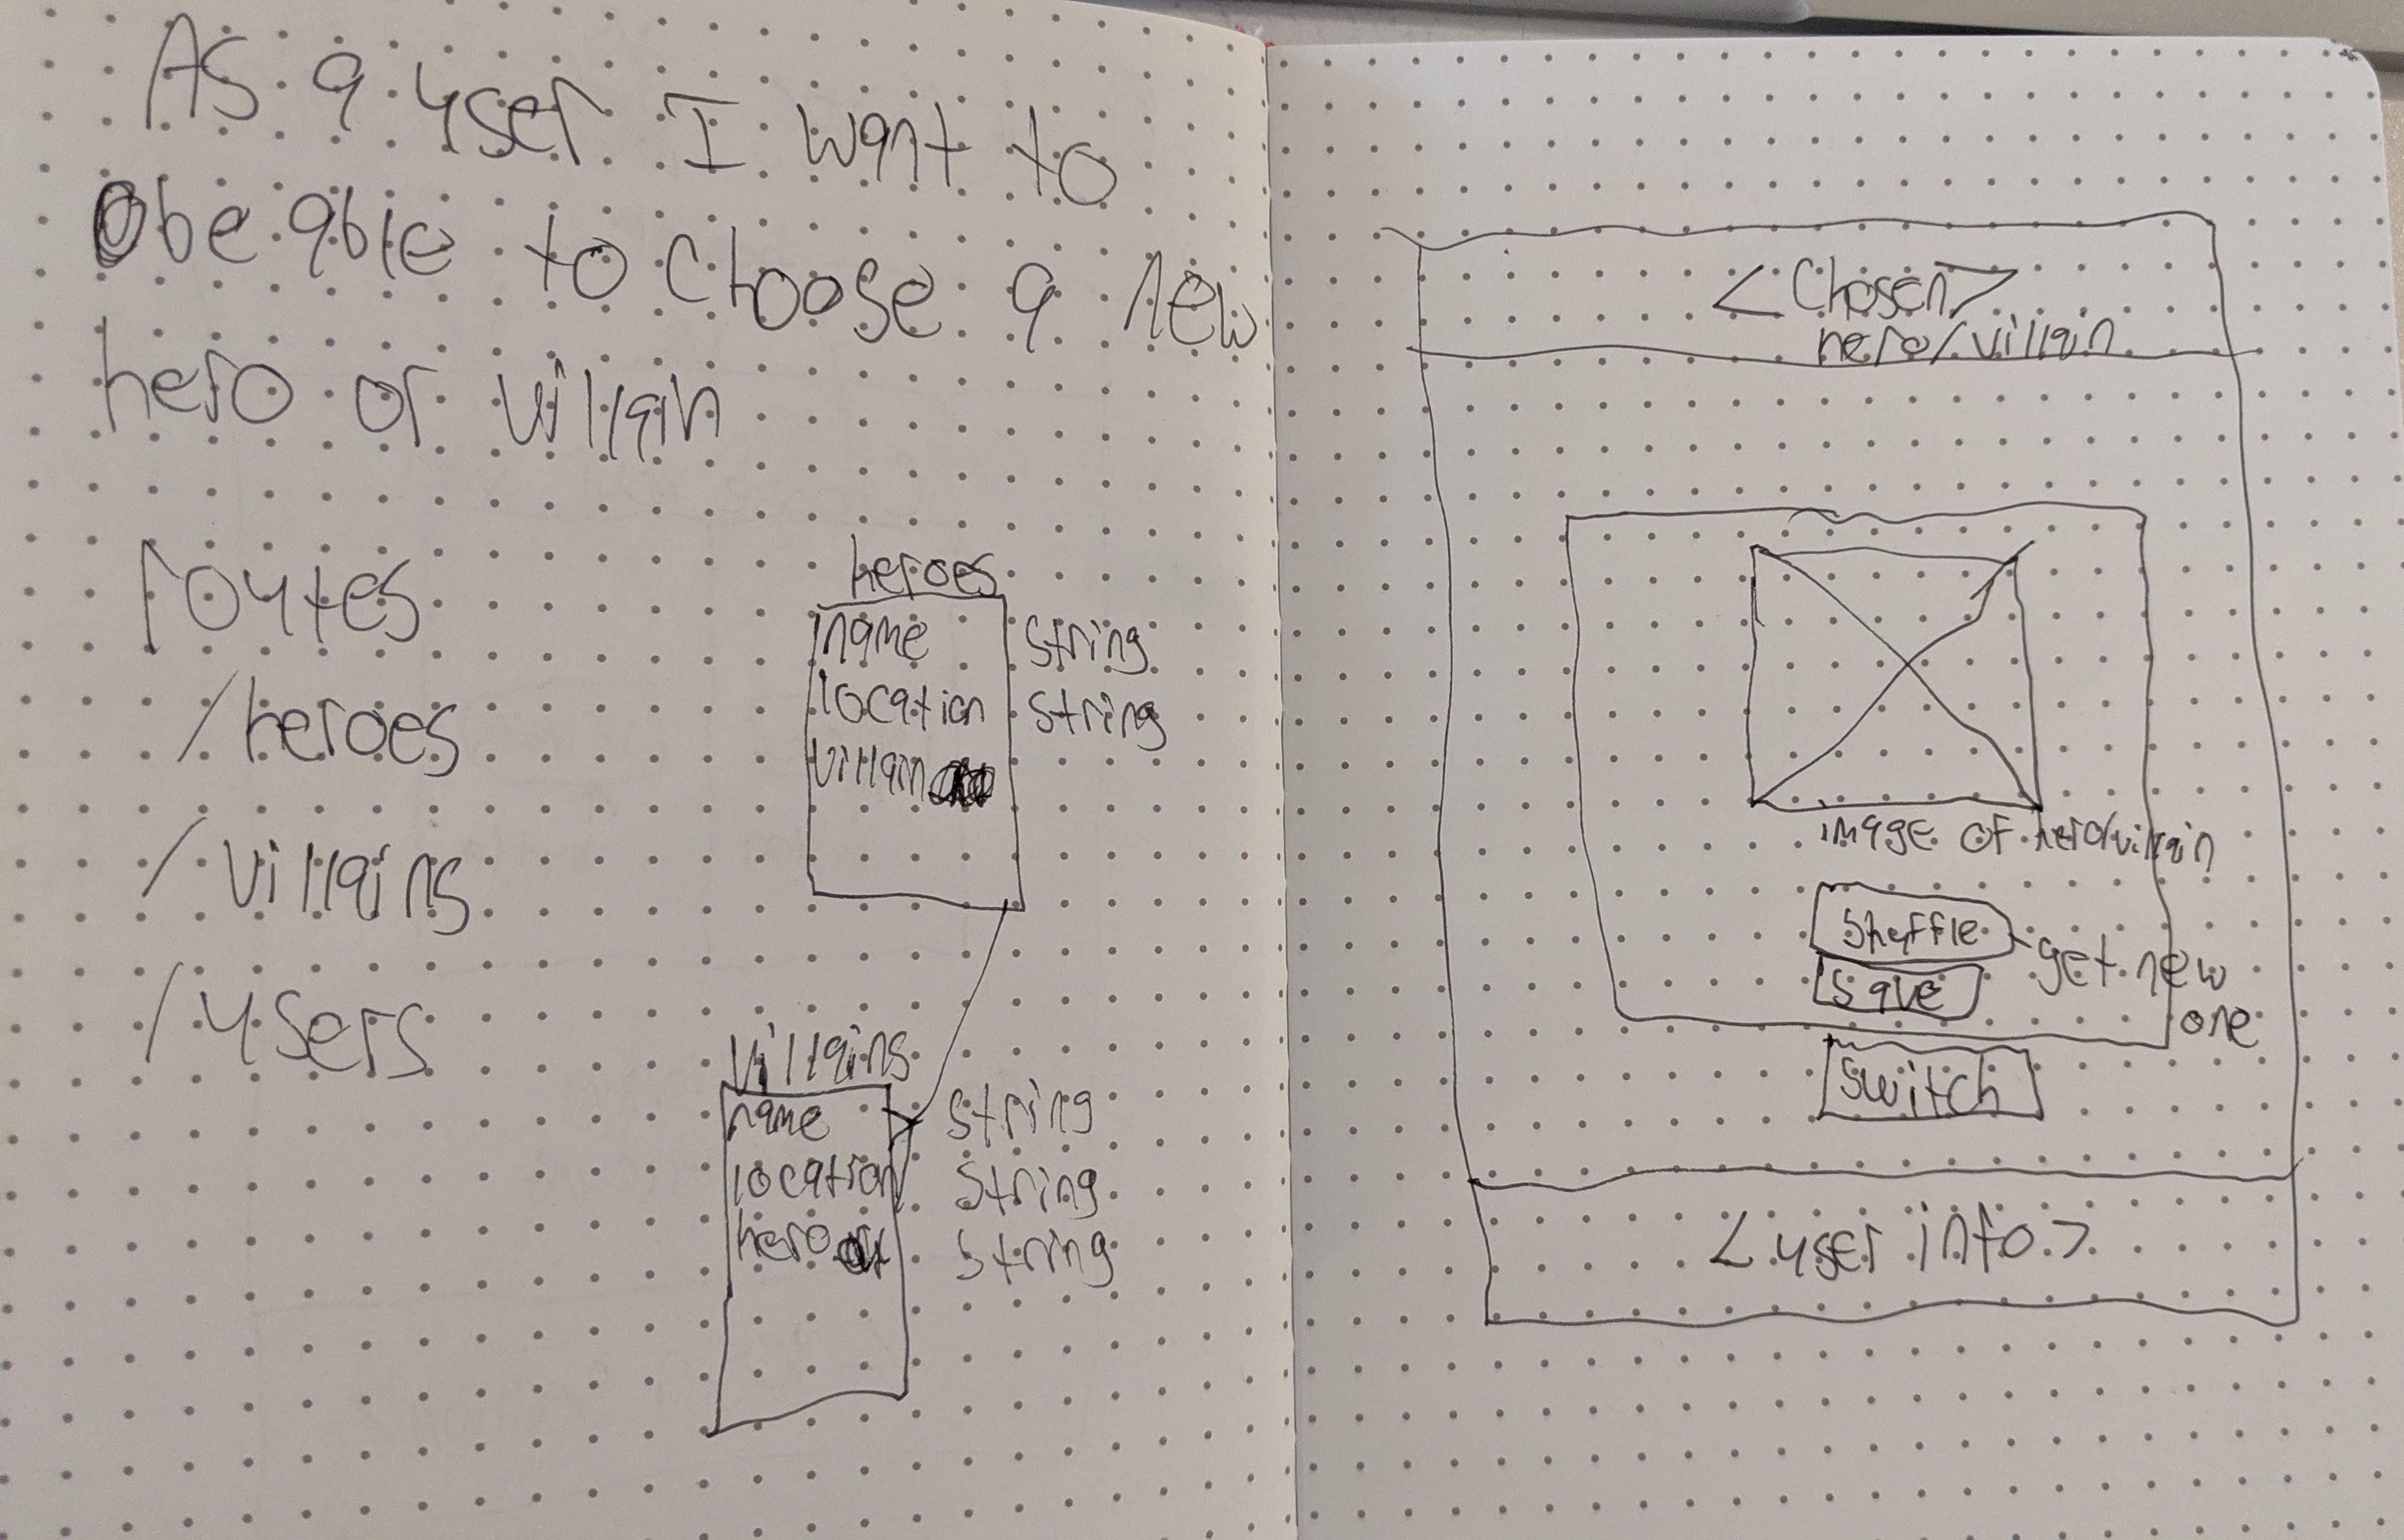 As a user I want to
be able to choose a new
hero or villain
routes
/heroes
/villains
/users
heroes
name string
location string
villain
villains
name string
location string
hero string
<Chosen>
hero/villain
image of hero/villain
Shuffle
get new
one
Save
Switch
<user info>